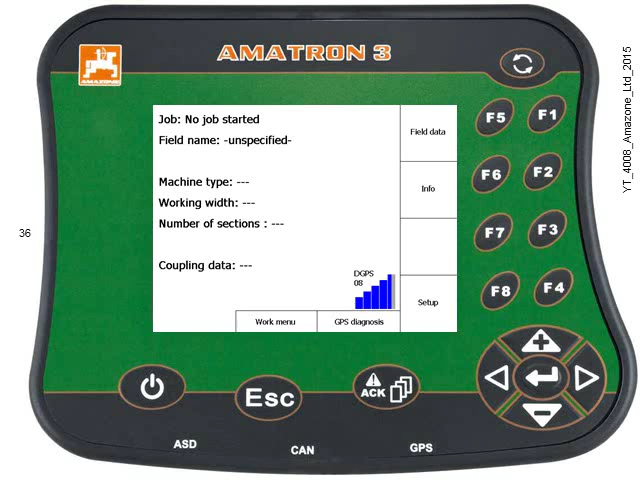 AMATRON 3
AMAZONE
Job: No job started
Field name: -unspecified-
Machine type: ---
Working width: ---
Number of sections : ---
Coupling data: ---
DGPS
08
Field data
Info
Setup
Work menu
GPS diagnosis
F5
F1
F6
F2
F7
F3
F8
F4
Esc
ACK
ASD
CAN
GPS
36
YT_4008_Amazone_Ltd_2015